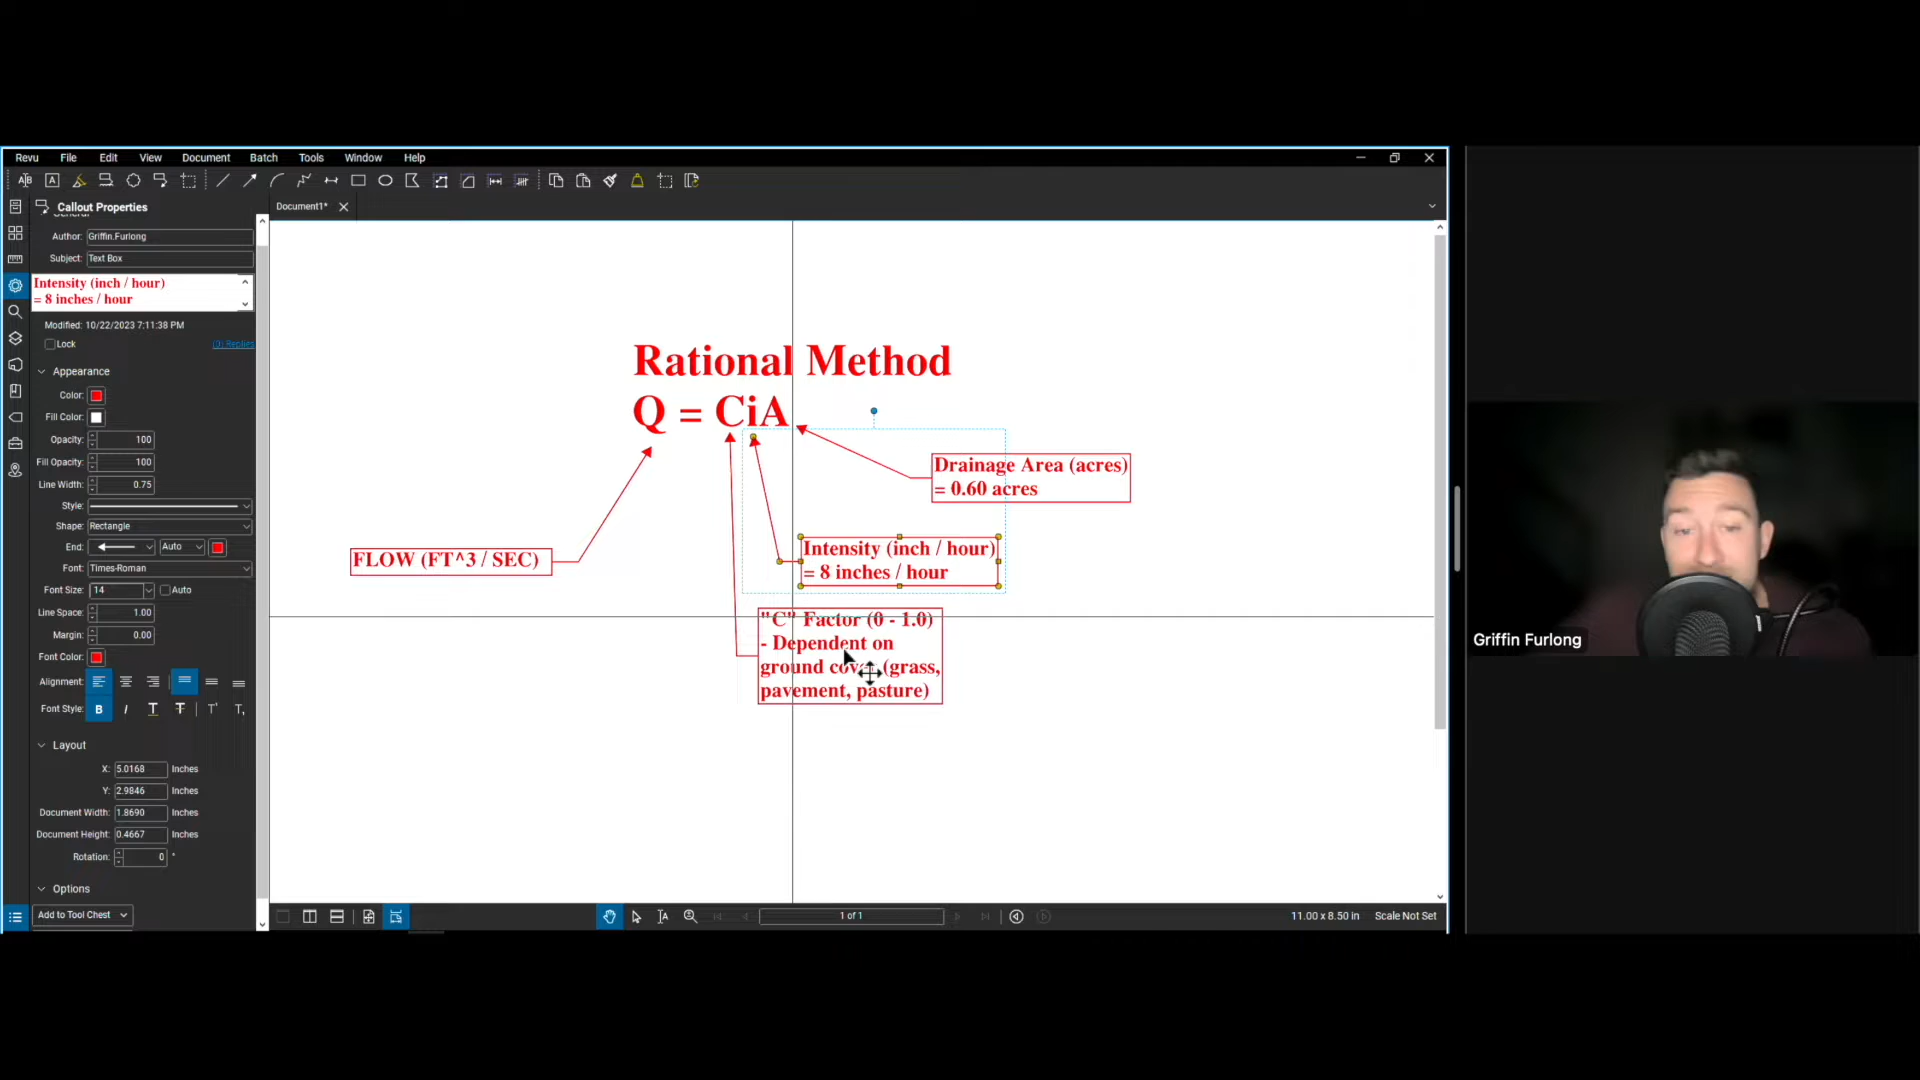 Revu File Edit View Document Batch Tools Window Help
Callout Properties
Document1*
Author: Griffin.Furlong
Subject: Text Box
Intensity (inch / hour)
= 8 inches / hour
Modified: 10/22/2023 7:11:38 PM
Lock
(0) Replies
Appearance
Color:
Fill Color:
Opacity: 100
Fill Opacity: 100
Line Width: 0.75
Style:
Shape: Rectangle
End: Auto
Font: Times-Roman
Font Size: 14 Auto
Line Space: 1.00
Margin: 0.00
Font Color:
Alignment:
Font Style: B I T T T T
Layout
X: 5.0168 Inches
Y: 2.9846 Inches
Document Width: 1.8690 Inches
Document Height: 0.4667 Inches
Rotation: 0 °
Options
Add to Tool Chest
Rational Method
Q = CiA
Drainage Area (acres)
= 0.60 acres
FLOW (FT^3 / SEC)
Intensity (inch / hour)
= 8 inches / hour
"C" Factor (0 - 1.0)
- Dependent on
ground cover (grass,
pavement, pasture)
1 of 1
11.00 x 8.50 in
Scale Not Set
Griffin Furlong